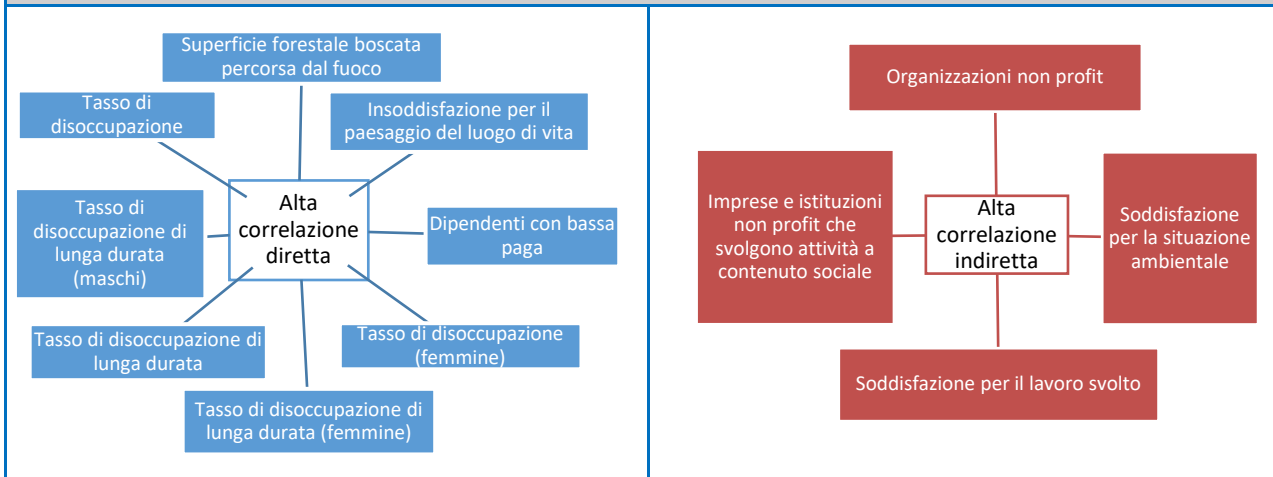 Superficie forestale boscata
percorsa dal fuoco
Tasso di
disoccupazione
Insoddisfazione per il
paesaggio del luogo di vita
Tasso di
disoccupazione di
lunga durata
(maschi)
Alta
correlazione
diretta
Dipendenti con bassa
paga
Tasso di disoccupazione di
lunga durata
Tasso di disoccupazione
(femmine)
Tasso di disoccupazione di
lunga durata (femmine)
Organizzazioni non profit
Imprese e istituzioni
non profit che
svolgono attività a
contenuto sociale
Alta
correlazione
indiretta
Soddisfazione
per la situazione
ambientale
Soddisfazione per il lavoro svolto